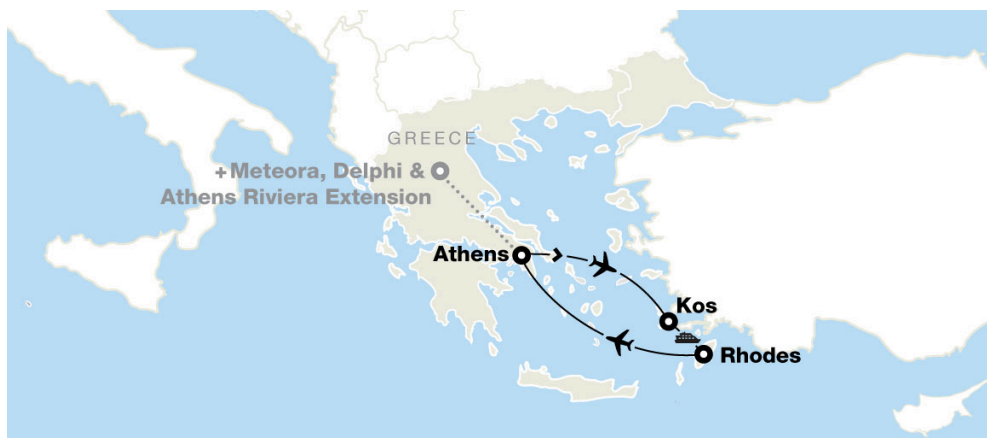 GREECE
+Meteora, Delphi &
Athens Riviera Extension
Athens
Kos
Rhodes